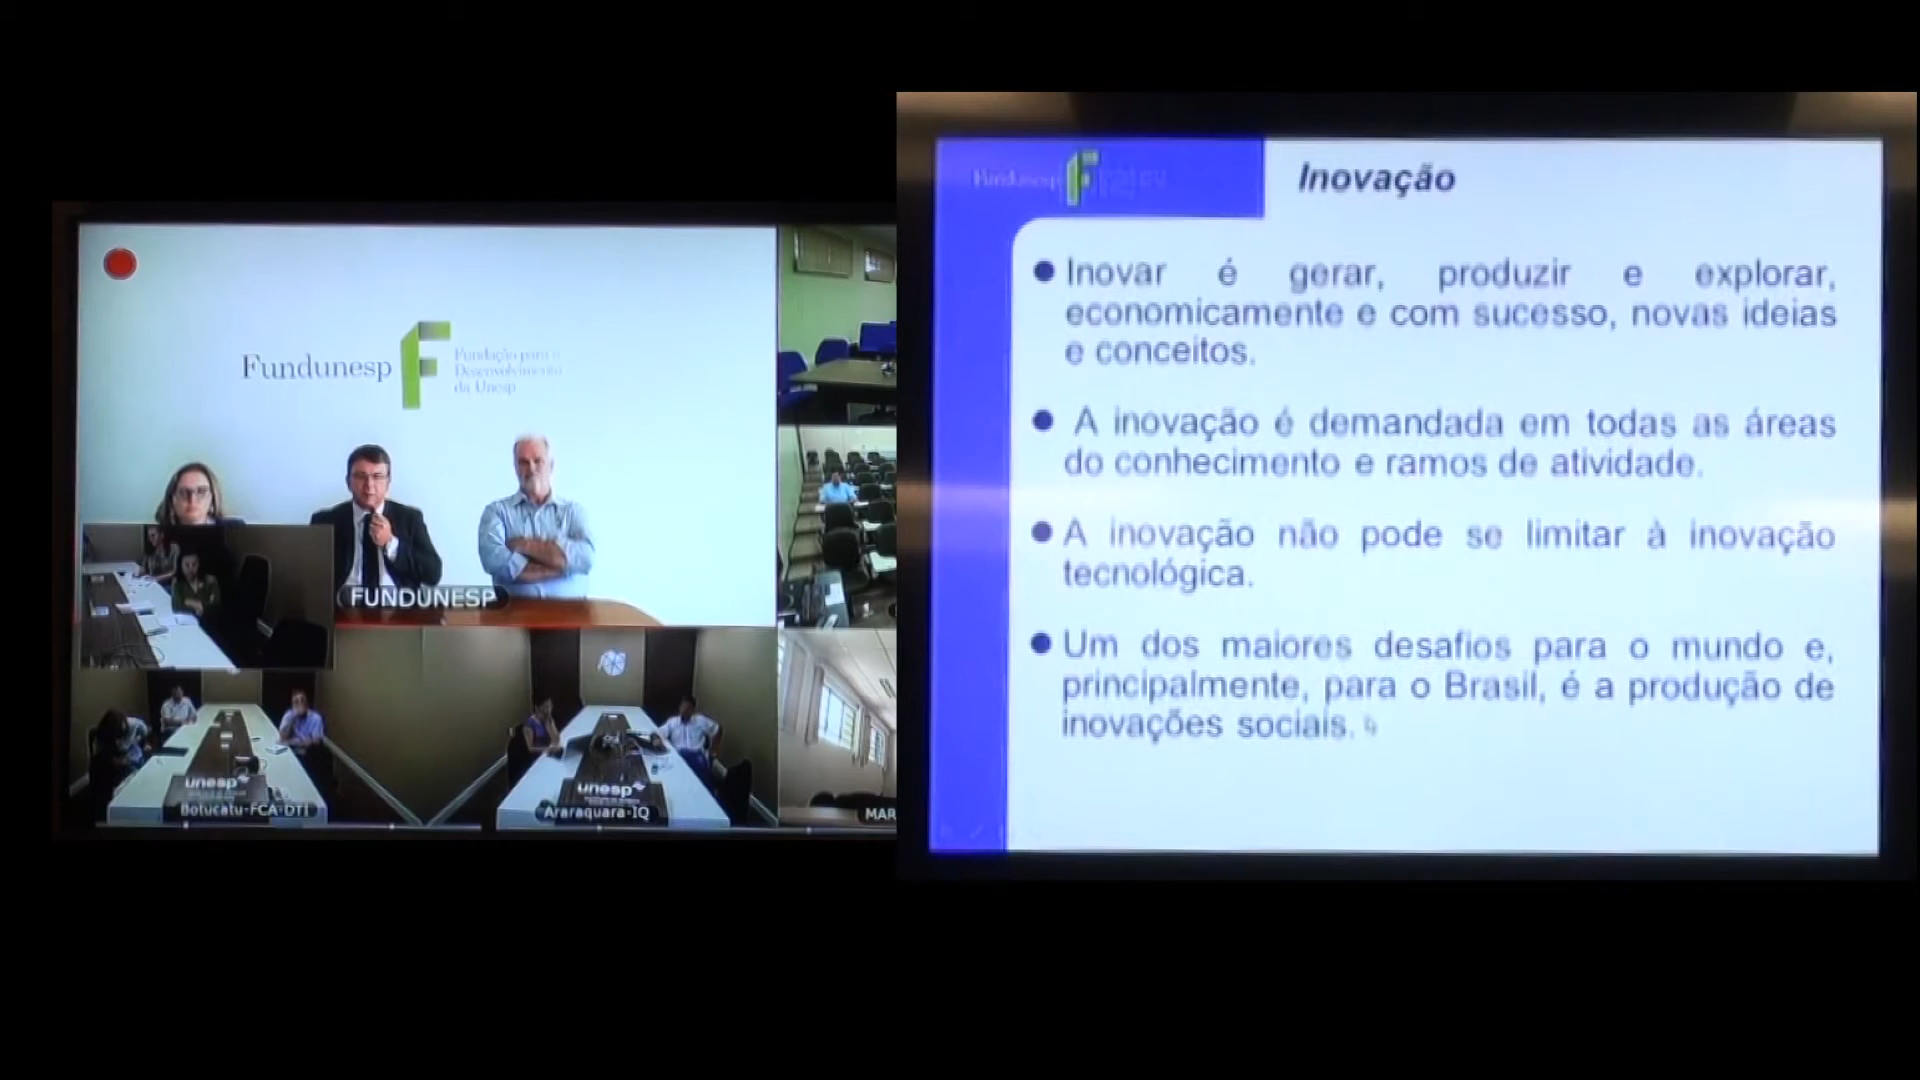 Fundunesp
Fundação para o
Desenvolvimento
da Unesp
FUNDUNESP
unesp
Botucatu-FCA-DTI
unesp
Araraquara-IQ
MAR
Fundunesp
Inovação
Inovar é gerar, produzir e explorar,
economicamente e com sucesso, novas ideias
e conceitos.
A inovação é demandada em todas as áreas
do conhecimento e ramos de atividade.
A inovação não pode se limitar à inovação
tecnológica.
Um dos maiores desafios para o mundo e,
principalmente, para o Brasil, é a produção de
inovações sociais.